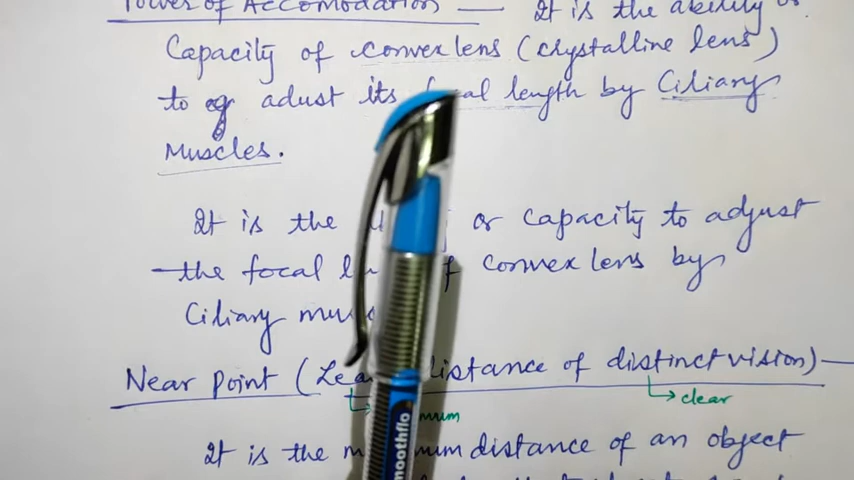 Power of Accomodation — It is the ability or
Capacity of convex lens (crystalline lens)
to adust its focal length by Ciliary
Muscles.
It is the or capacity to adjust
the focal of convex lens by
Ciliary
Near Point ( distance of distinct vision) —
clear
It is the distance of an object
moothflo